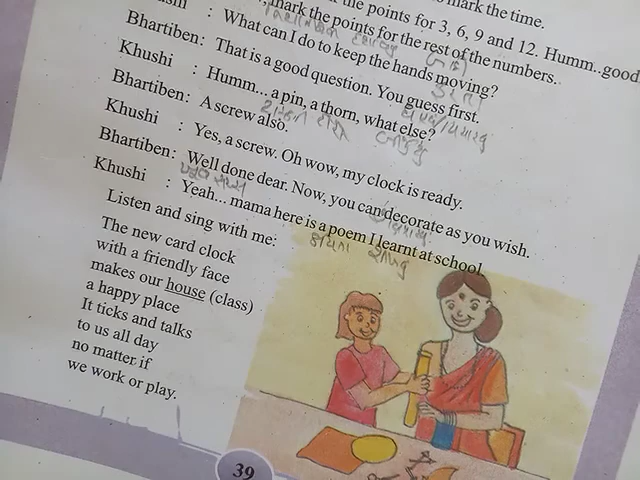 mark the time.
the points for 3, 6, 9 and 12. Humm..good
mark the points for the rest of the numbers.
Khushi : What can I do to keep the hands moving?
Bhartiben: That is a good question. You guess first.
Khushi : Humm... a pin, a thorn, what else?
Bhartiben: A screw also.
Khushi : Yes, a screw. Oh wow, my clock is ready.
Bhartiben: Well done dear. Now, you can decorate as you wish.
Khushi : Yeah... mama here is a poem I learnt at school
Listen and sing with me:
The new card clock
with a friendly face
makes our house (class)
a happy place
It ticks and talks
to us all day
no matter if
we work or play.
39